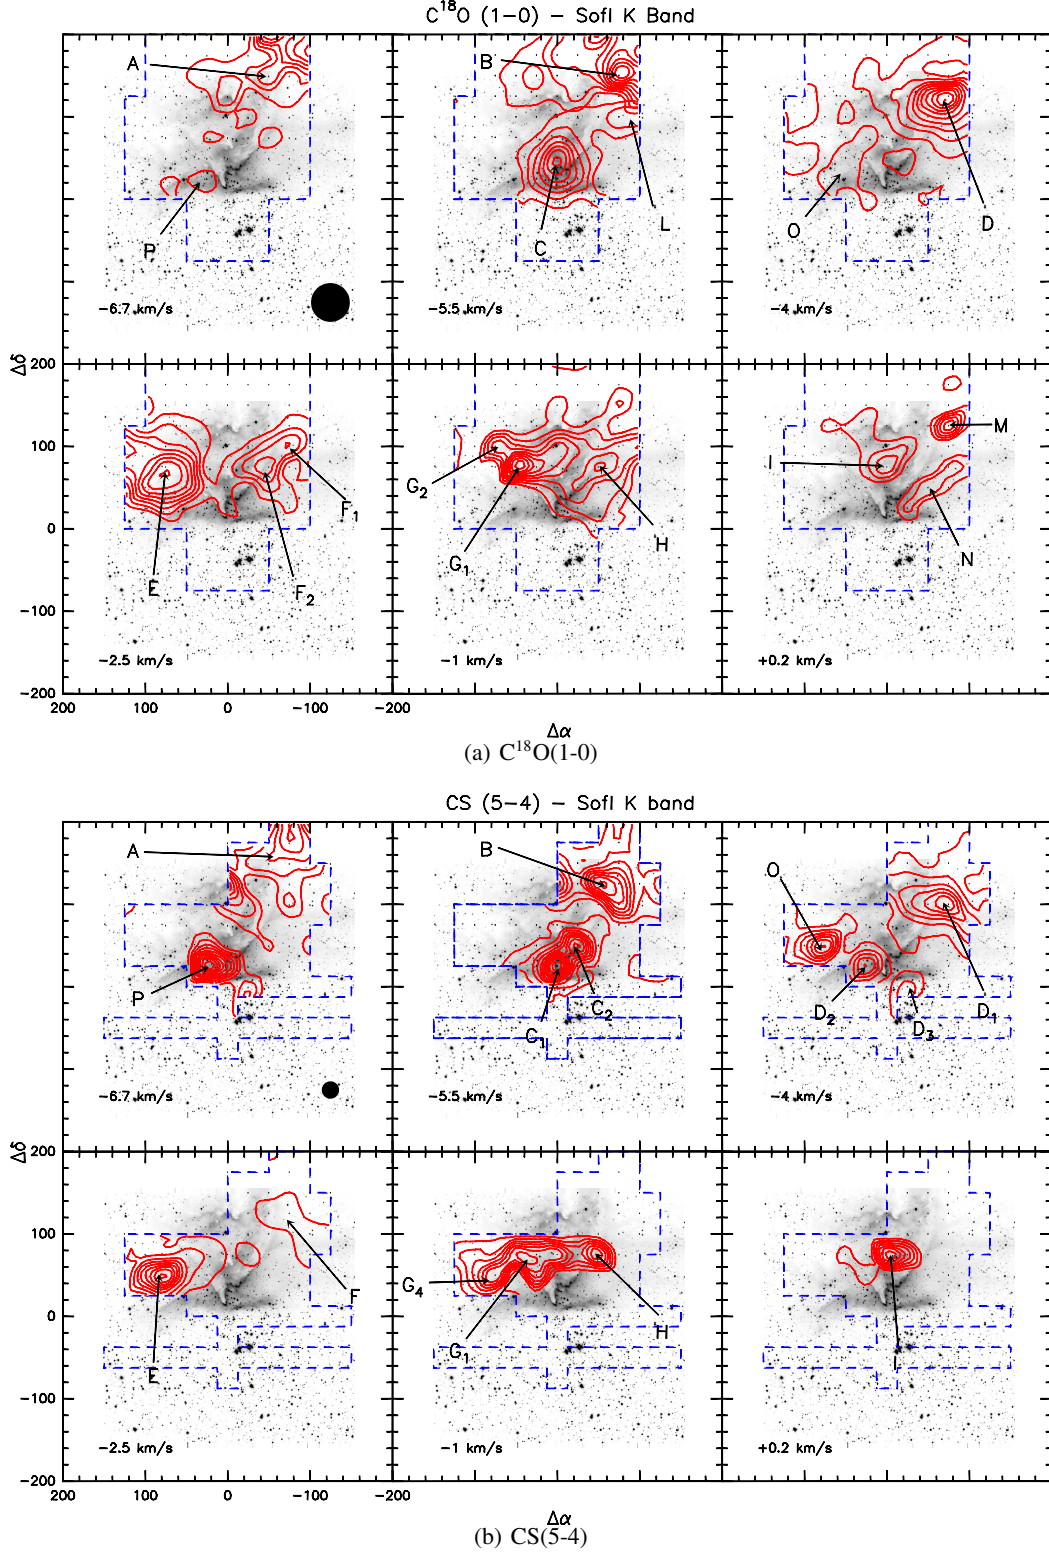 C¹⁸O (1−0) − SofI K Band
A
P
−6.7 km/s
B
L
C
−5.5 km/s
O
D
−4 km/s
Δδ
200
100
0
−100
−200
E
F₁
F₂
−2.5 km/s
G₂
G₁
H
−1 km/s
I
M
N
+0.2 km/s
200 100 0 −100 −200
Δα
(a) C¹⁸O(1-0)
CS (5−4) − SofI K band
A
P
−6.7 km/s
B
C₁
C₂
−5.5 km/s
O
D₂
D₃
D₁
−4 km/s
Δδ
200
100
0
−100
−200
E
F
−2.5 km/s
G₄
G₁
H
−1 km/s
I
+0.2 km/s
200 100 0 −100 −200
Δα
(b) CS(5-4)